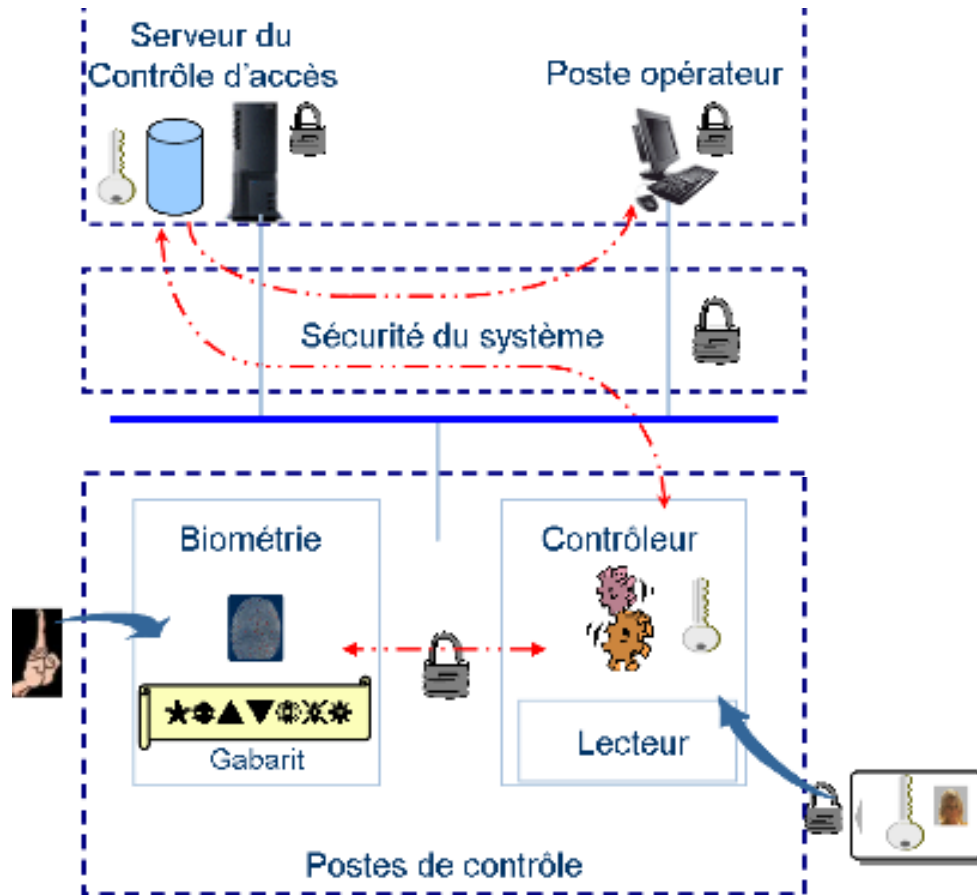 Serveur du
Contrôle d'accès
Poste opérateur
Sécurité du système
Biométrie
Contrôleur
Gabarit
Lecteur
Postes de contrôle